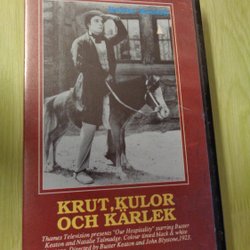 KRUT, KULOR
OCH KÄRLEK
Thames Television presents "Our Hospitality" starring Buster
Keaton and Natalie Talmadge. Colour tinted black & white
Directed by Buster Keaton and John Blystone, 1923.